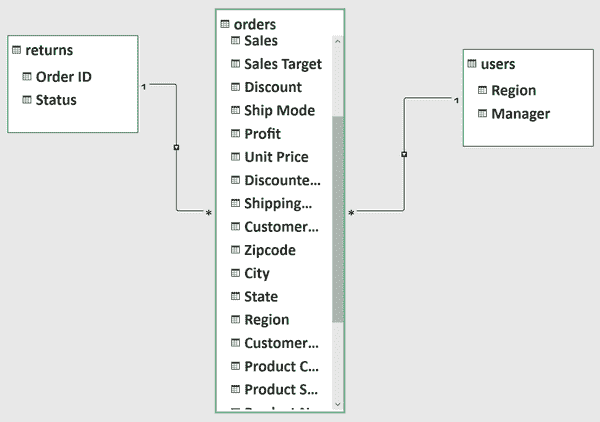 returns
Order ID
Status
1
*
orders
Sales
Sales Target
Discount
Ship Mode
Profit
Unit Price
Discounte...
Shipping...
Customer...
Zipcode
City
State
Region
Customer...
Product C...
Product S...
*
1
users
Region
Manager